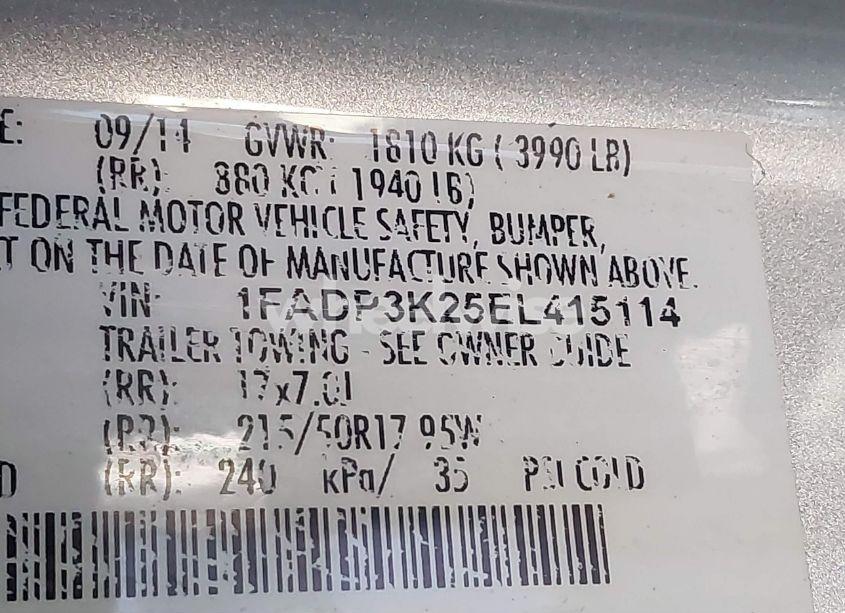 E: 09/14 GVWR: 1810 KG ( 3990 LB)
(RR): 880 KG ( 1940 LB)
FEDERAL MOTOR VEHICLE SAFETY, BUMPER,
T ON THE DATE OF MANUFACTURE SHOWN ABOVE.
VIN: 1FADP3K25EL415114
TRAILER TOWING - SEE OWNER GUIDE
(RR): 17x7.0J
(RR): 215/50R17 95W
D (RR): 240 kPa/ 35 PSI COLD